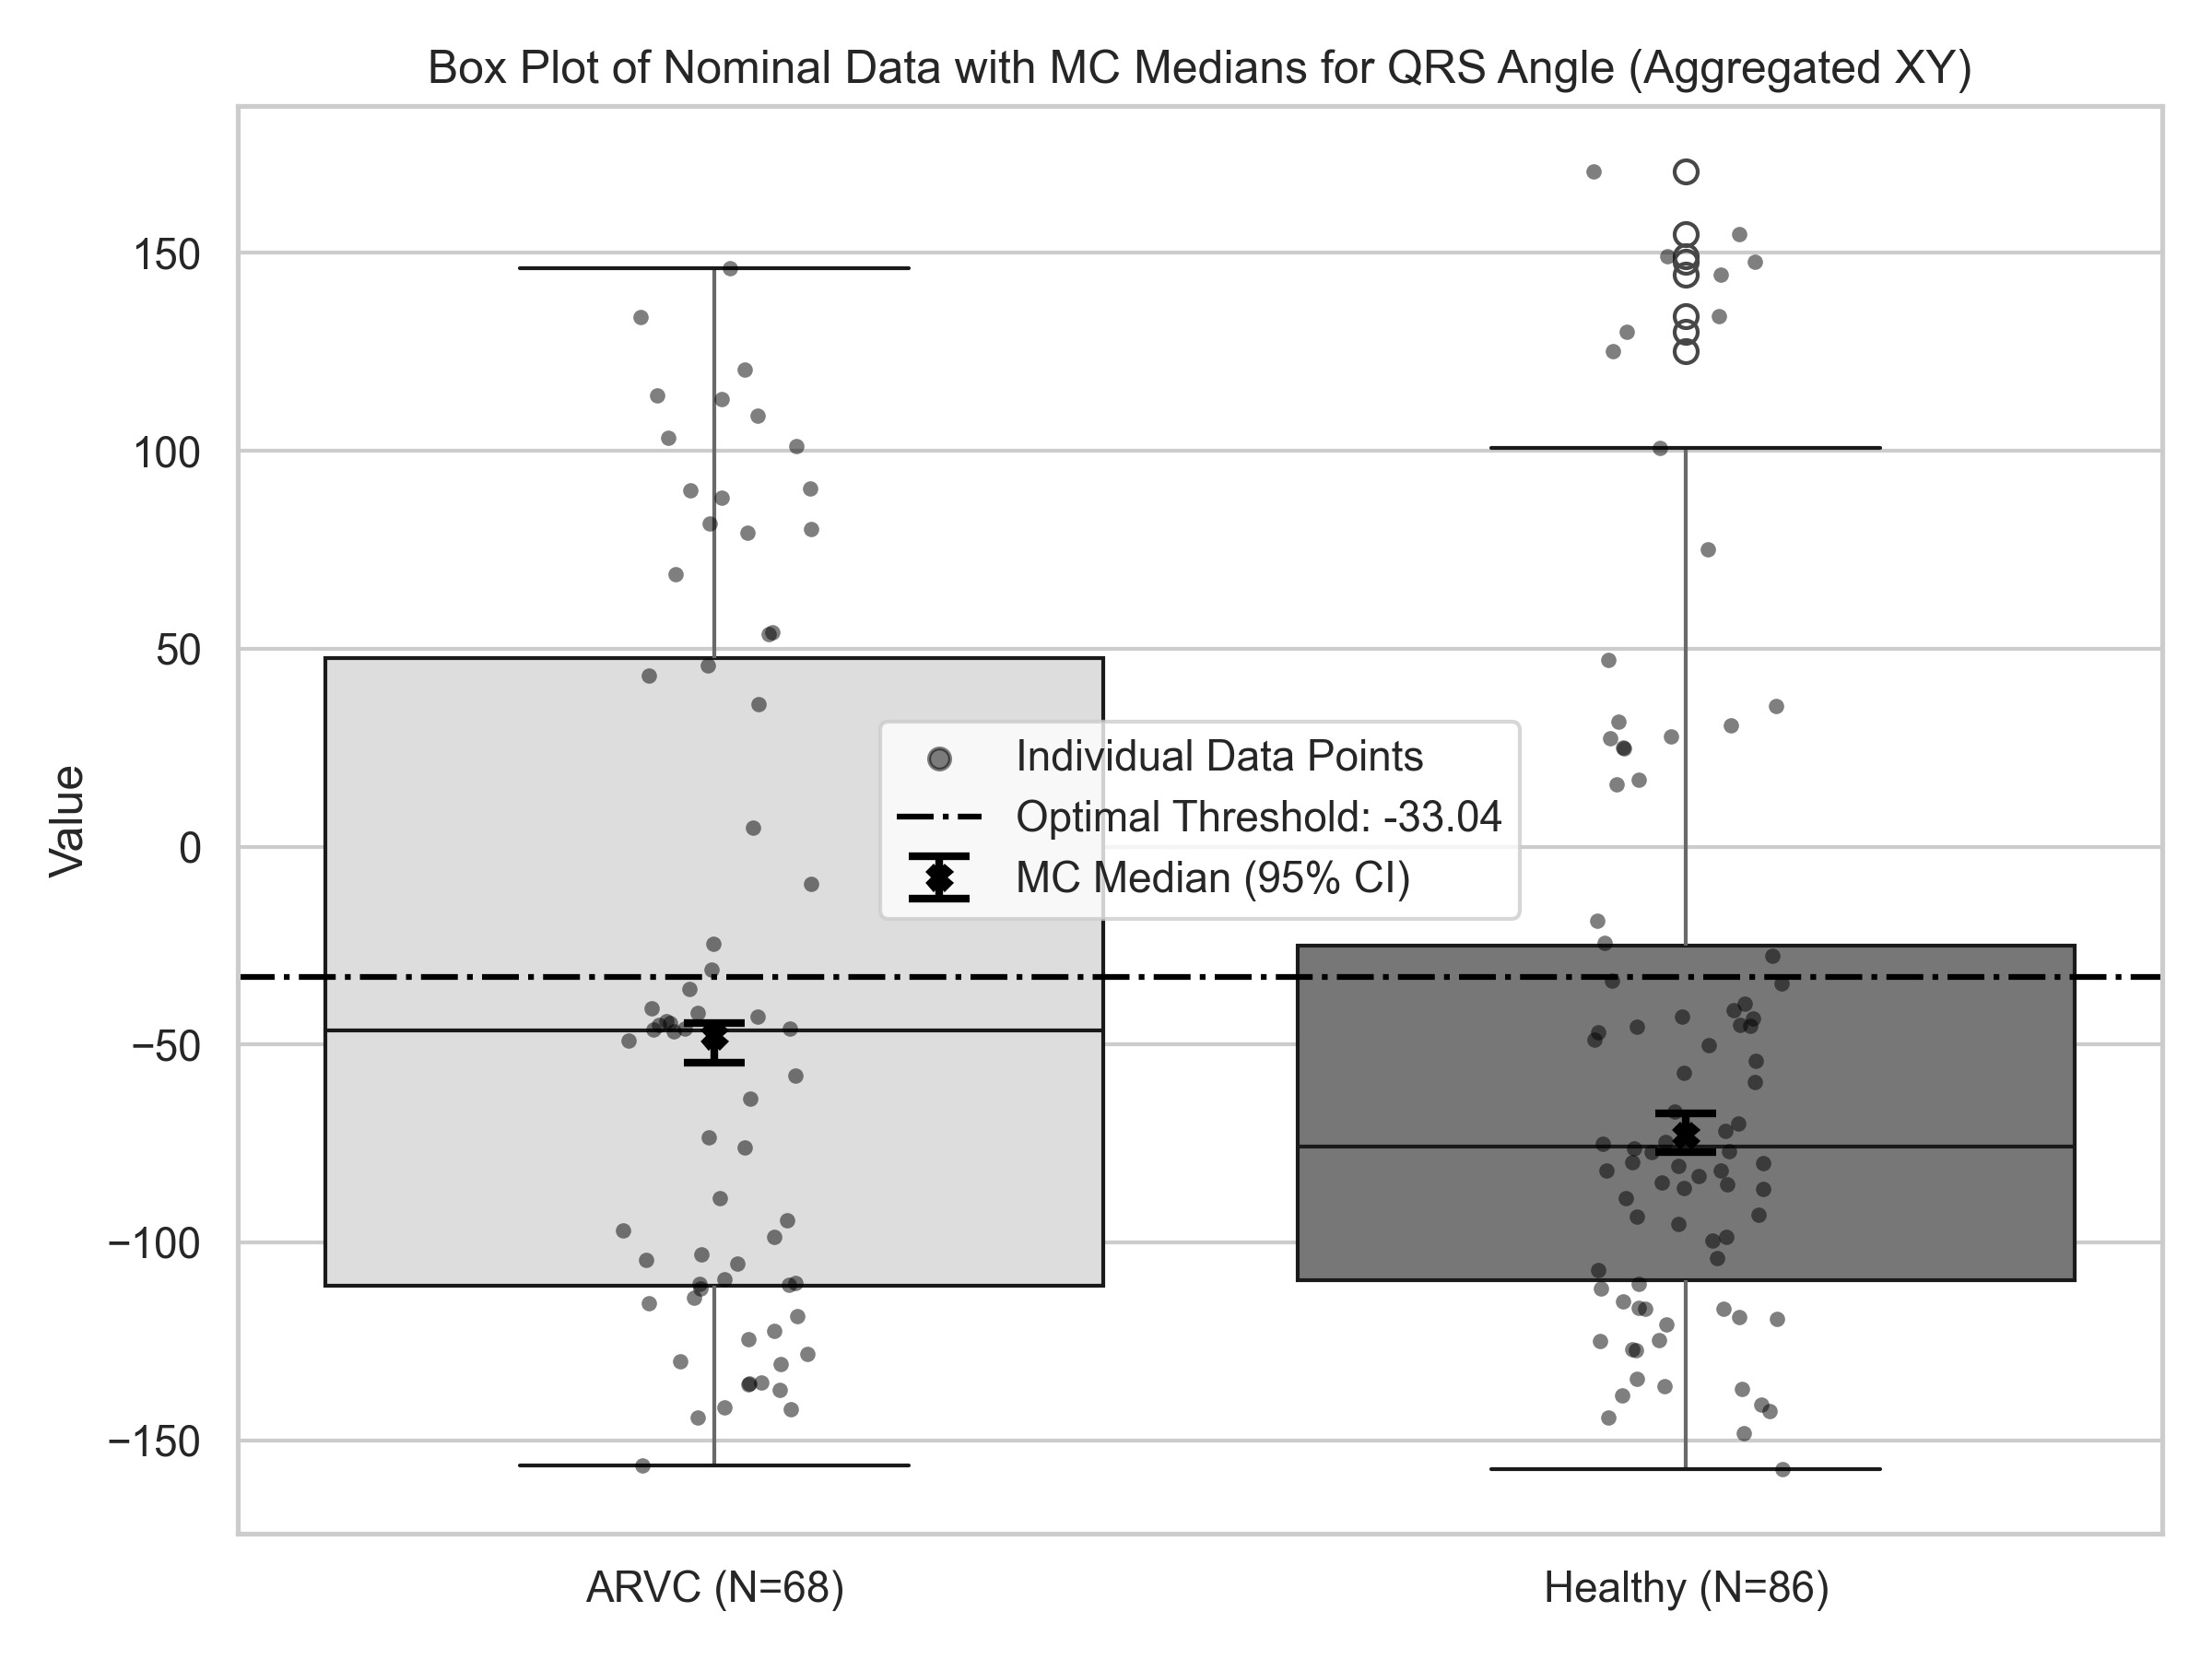 Box Plot of Nominal Data with MC Medians for QRS Angle (Aggregated XY)
Value
150
100
50
0
−50
−100
−150
Individual Data Points
Optimal Threshold: -33.04
MC Median (95% CI)
ARVC (N=68)
Healthy (N=86)